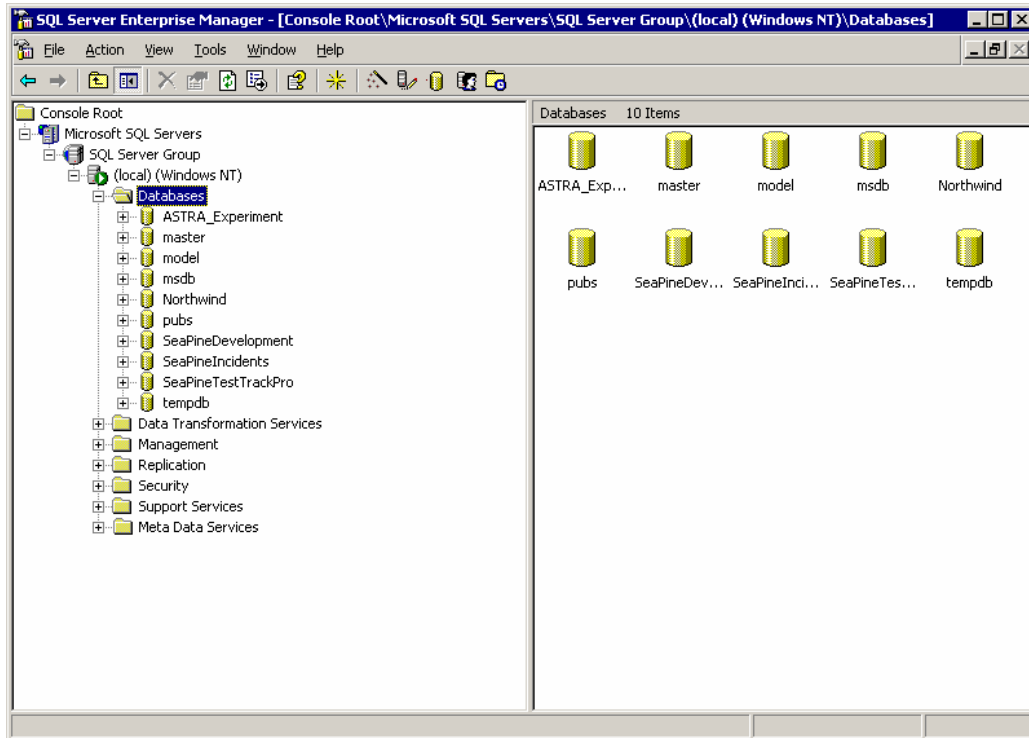 SQL Server Enterprise Manager - [Console Root\Microsoft SQL Servers\SQL Server Group\(local) (Windows NT)\Databases]
File Action View Tools Window Help
Console Root
Microsoft SQL Servers
SQL Server Group
(local) (Windows NT)
Databases
ASTRA_Experiment
master
model
msdb
Northwind
pubs
SeaPineDevelopment
SeaPineIncidents
SeaPineTestTrackPro
tempdb
Data Transformation Services
Management
Replication
Security
Support Services
Meta Data Services
Databases 10 Items
ASTRA_Exp... master model msdb Northwind
pubs SeaPineDev... SeaPineInci... SeaPineTes... tempdb